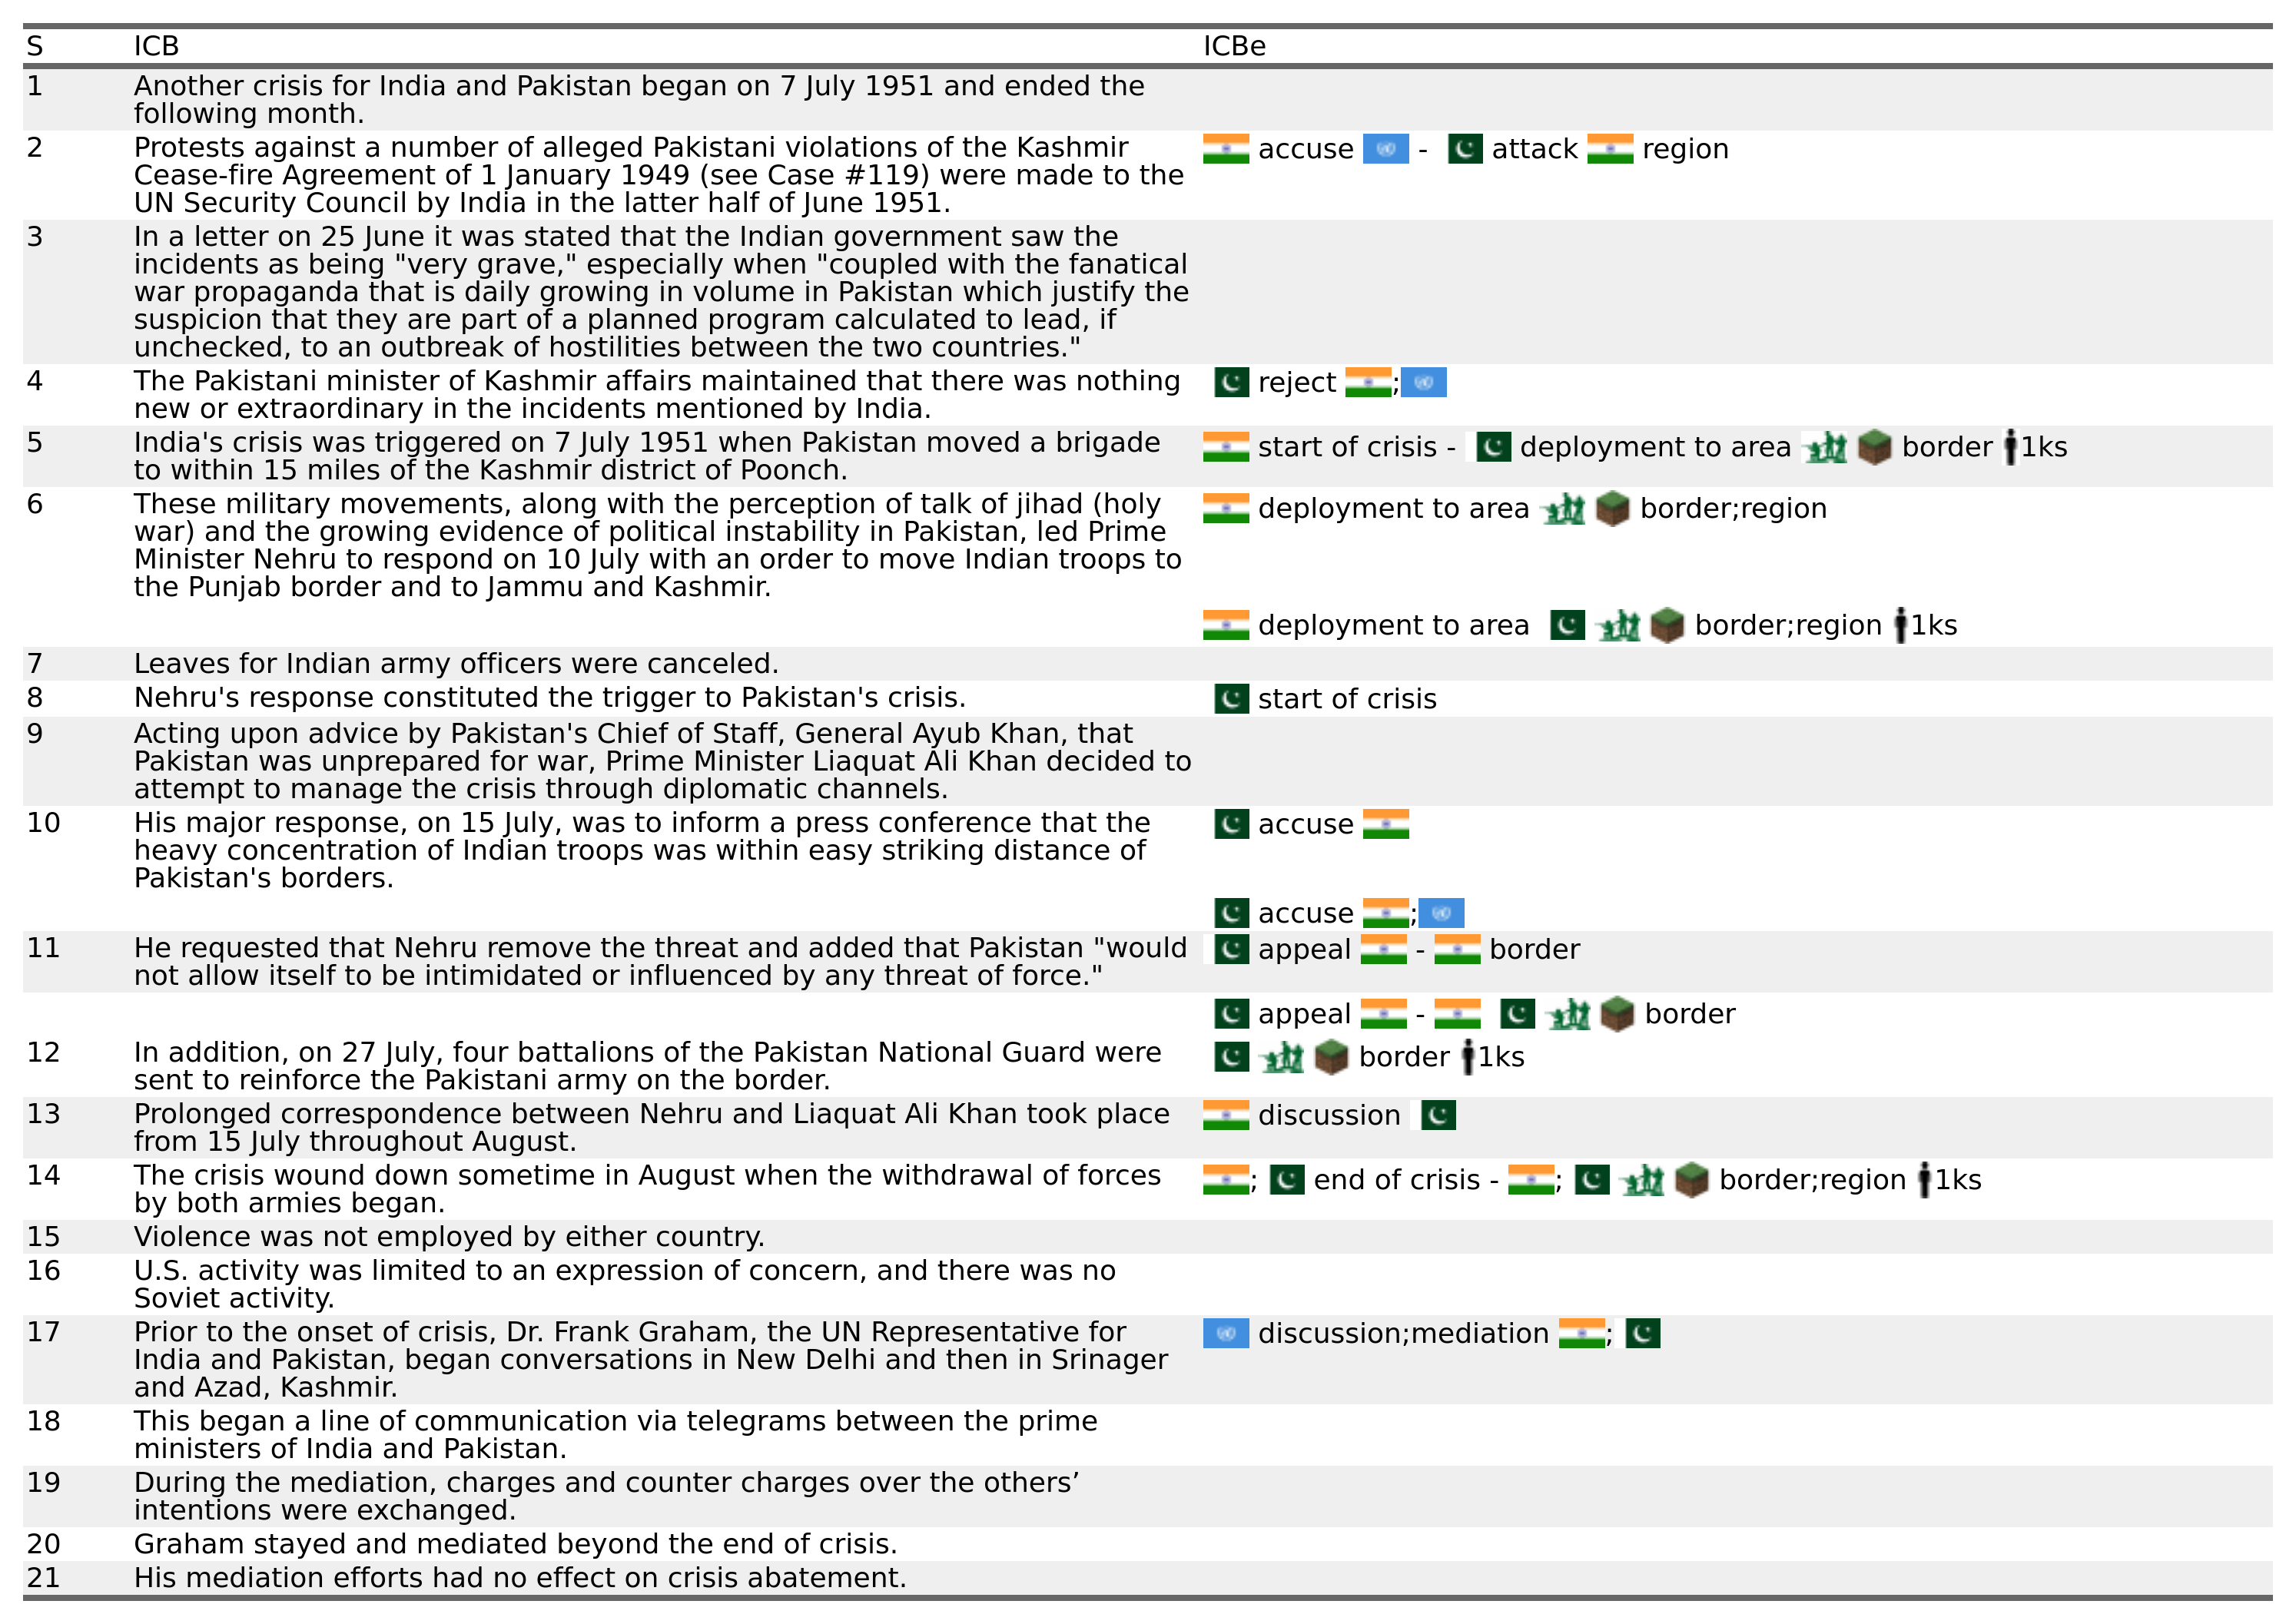 S ICB ICBe
1 Another crisis for India and Pakistan began on 7 July 1951 and ended the
following month.
2 Protests against a number of alleged Pakistani violations of the Kashmir accuse - attack region
Cease-fire Agreement of 1 January 1949 (see Case #119) were made to the
UN Security Council by India in the latter half of June 1951.
3 In a letter on 25 June it was stated that the Indian government saw the
incidents as being "very grave," especially when "coupled with the fanatical
war propaganda that is daily growing in volume in Pakistan which justify the
suspicion that they are part of a planned program calculated to lead, if
unchecked, to an outbreak of hostilities between the two countries."
4 The Pakistani minister of Kashmir affairs maintained that there was nothing reject ;
new or extraordinary in the incidents mentioned by India.
5 India's crisis was triggered on 7 July 1951 when Pakistan moved a brigade start of crisis - deployment to area border 1ks
to within 15 miles of the Kashmir district of Poonch.
6 These military movements, along with the perception of talk of jihad (holy deployment to area border;region
war) and the growing evidence of political instability in Pakistan, led Prime
Minister Nehru to respond on 10 July with an order to move Indian troops to
the Punjab border and to Jammu and Kashmir.
deployment to area border;region 1ks
7 Leaves for Indian army officers were canceled.
8 Nehru's response constituted the trigger to Pakistan's crisis. start of crisis
9 Acting upon advice by Pakistan's Chief of Staff, General Ayub Khan, that
Pakistan was unprepared for war, Prime Minister Liaquat Ali Khan decided to
attempt to manage the crisis through diplomatic channels.
10 His major response, on 15 July, was to inform a press conference that the accuse
heavy concentration of Indian troops was within easy striking distance of
Pakistan's borders.
accuse ;
11 He requested that Nehru remove the threat and added that Pakistan "would appeal - border
not allow itself to be intimidated or influenced by any threat of force."
appeal - border
12 In addition, on 27 July, four battalions of the Pakistan National Guard were border 1ks
sent to reinforce the Pakistani army on the border.
13 Prolonged correspondence between Nehru and Liaquat Ali Khan took place discussion
from 15 July throughout August.
14 The crisis wound down sometime in August when the withdrawal of forces ; end of crisis - ; border;region 1ks
by both armies began.
15 Violence was not employed by either country.
16 U.S. activity was limited to an expression of concern, and there was no
Soviet activity.
17 Prior to the onset of crisis, Dr. Frank Graham, the UN Representative for discussion;mediation ;
India and Pakistan, began conversations in New Delhi and then in Srinager
and Azad, Kashmir.
18 This began a line of communication via telegrams between the prime
ministers of India and Pakistan.
19 During the mediation, charges and counter charges over the others’
intentions were exchanged.
20 Graham stayed and mediated beyond the end of crisis.
21 His mediation efforts had no effect on crisis abatement.